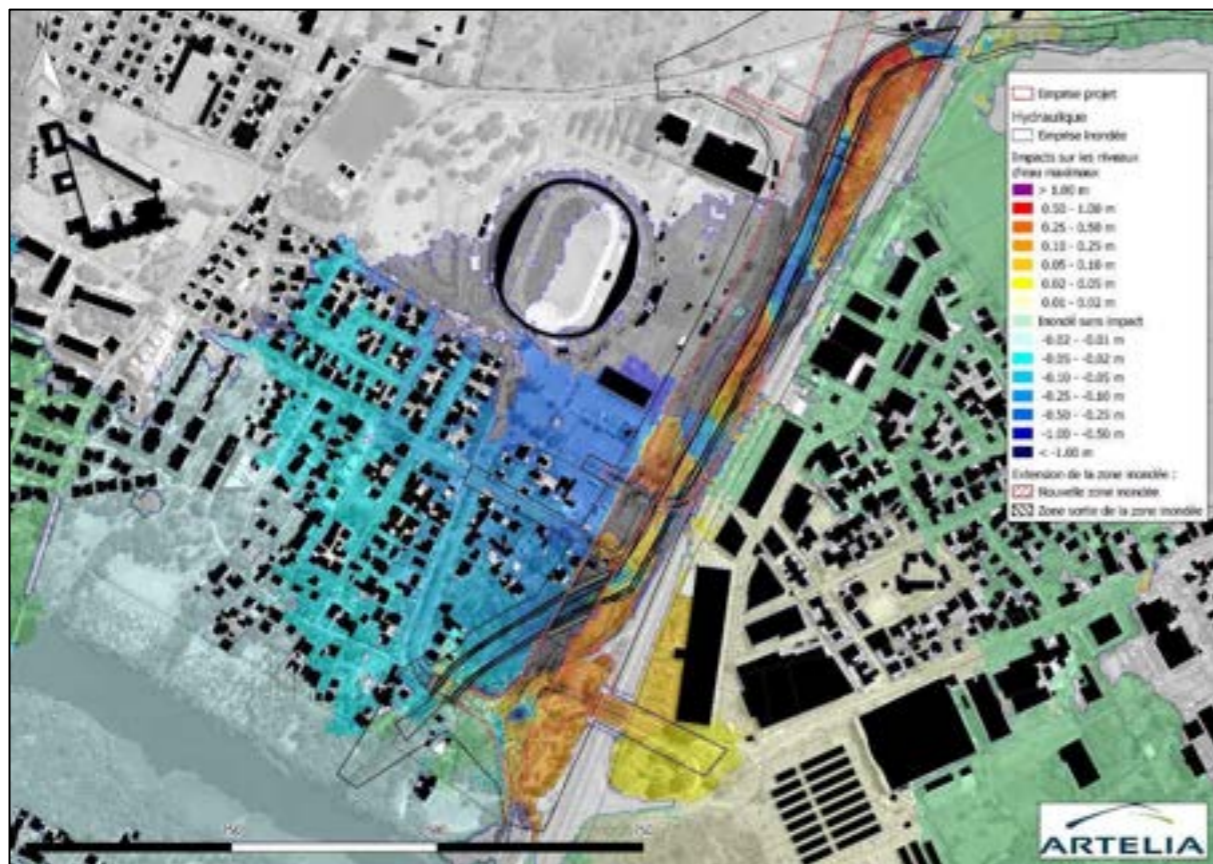 N
Emprise projet
Hydraulique
Emprise Inondée
Impacts sur les niveaux
d'eau maximaux
> 1.00 m
0.50 - 1.00 m
0.25 - 0.50 m
0.10 - 0.25 m
0.05 - 0.10 m
0.02 - 0.05 m
0.01 - 0.02 m
Inondé sans impact
-0.02 - -0.01 m
-0.05 - -0.02 m
-0.10 - -0.05 m
-0.25 - -0.10 m
-0.50 - -0.25 m
-1.00 - -0.50 m
< -1.00 m
Extension de la zone inondée :
Nouvelle zone inondée
Zone sortie de la zone inondée
ARTELIA